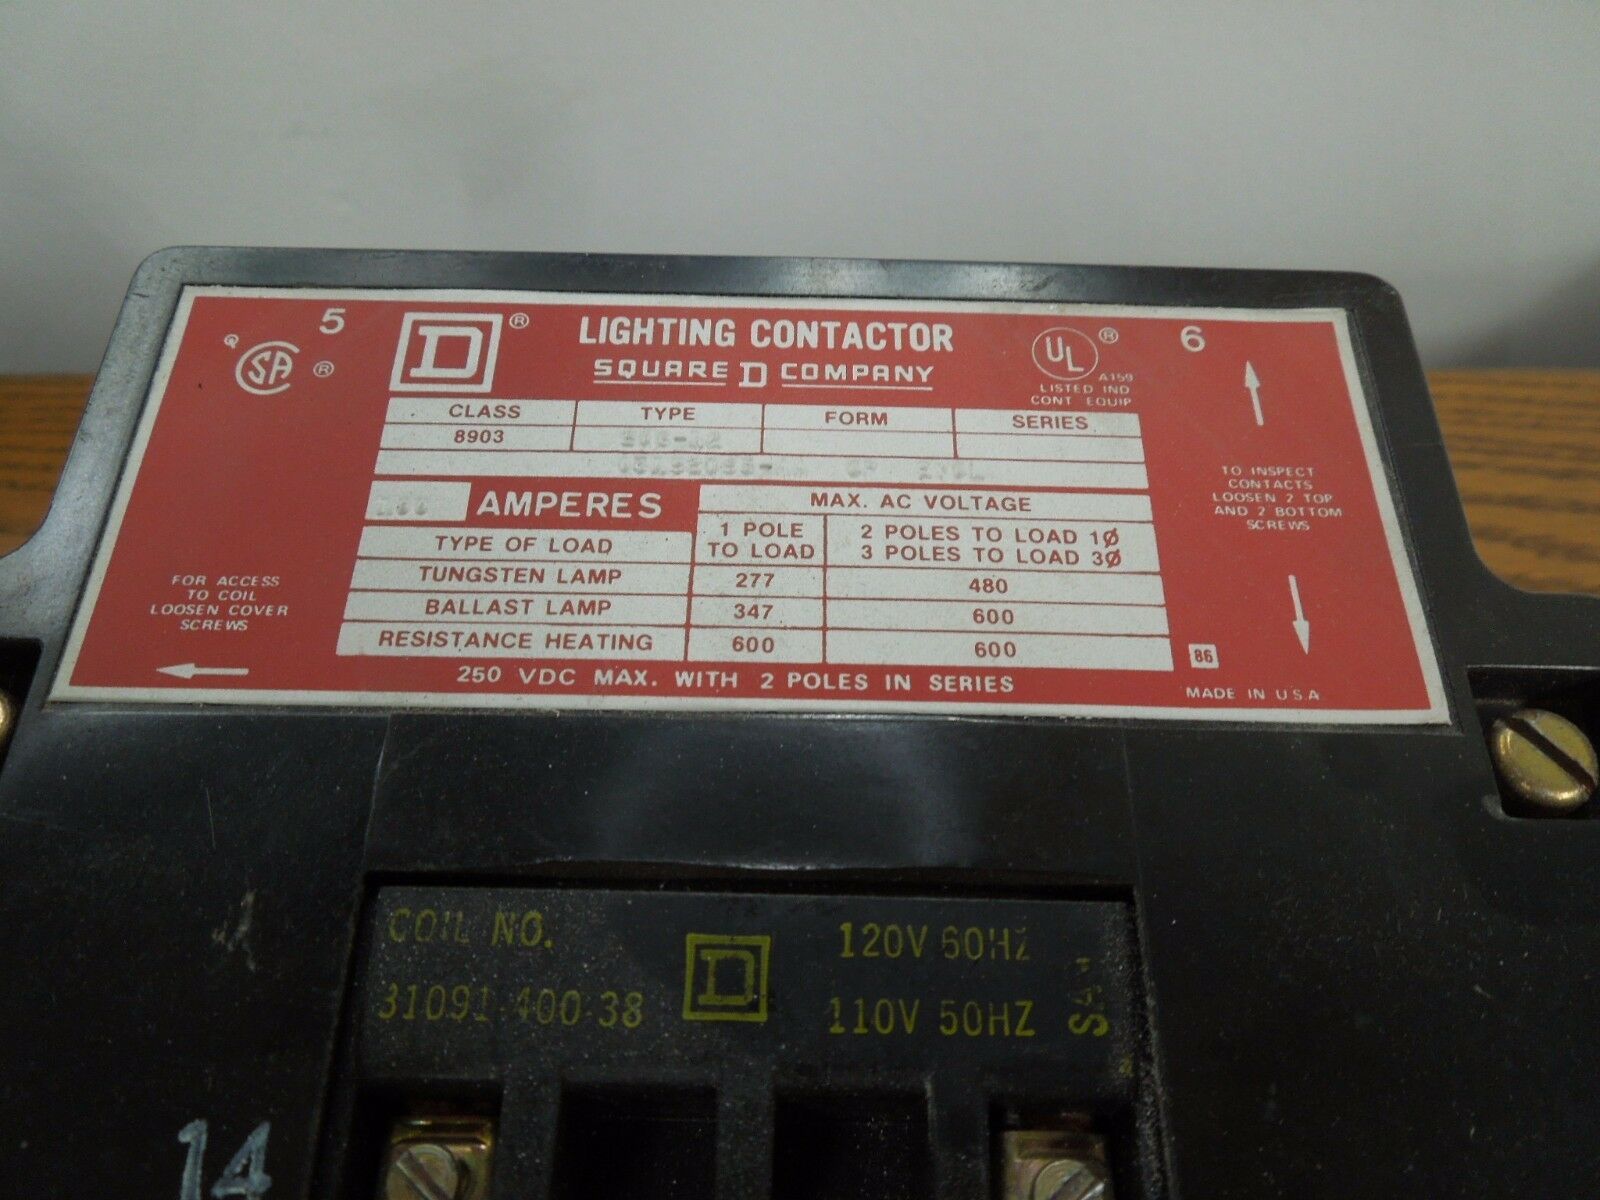 5
D ®
LIGHTING CONTACTOR
SQUARE D COMPANY
SA ®
UL ®
A159
LISTED IND
CONT EQUIP
6
CLASS TYPE FORM SERIES
8903
AMPERES
MAX. AC VOLTAGE
TYPE OF LOAD
1 POLE
TO LOAD
2 POLES TO LOAD 1Ø
3 POLES TO LOAD 3Ø
TUNGSTEN LAMP 277 480
BALLAST LAMP 347 600
RESISTANCE HEATING 600 600
250 VDC MAX. WITH 2 POLES IN SERIES
FOR ACCESS
TO COIL
LOOSEN COVER
SCREWS
TO INSPECT
CONTACTS
LOOSEN 2 TOP
AND 2 BOTTOM
SCREWS
86
MADE IN U.S.A
COIL NO.
31091-400-38
D
120V 60HZ
110V 50HZ
14